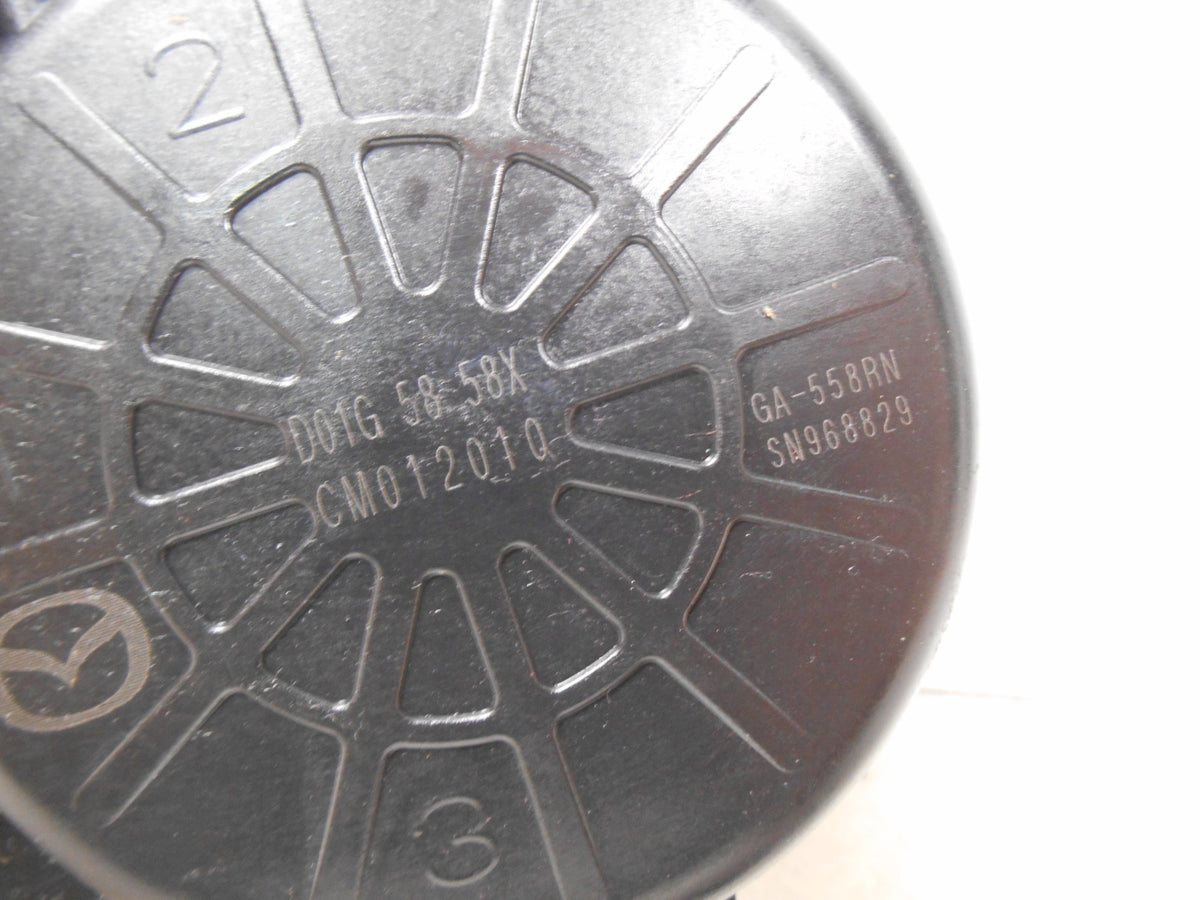 2
D01G 58 58X
CM01201Q
GA-558RN
SN968829
3